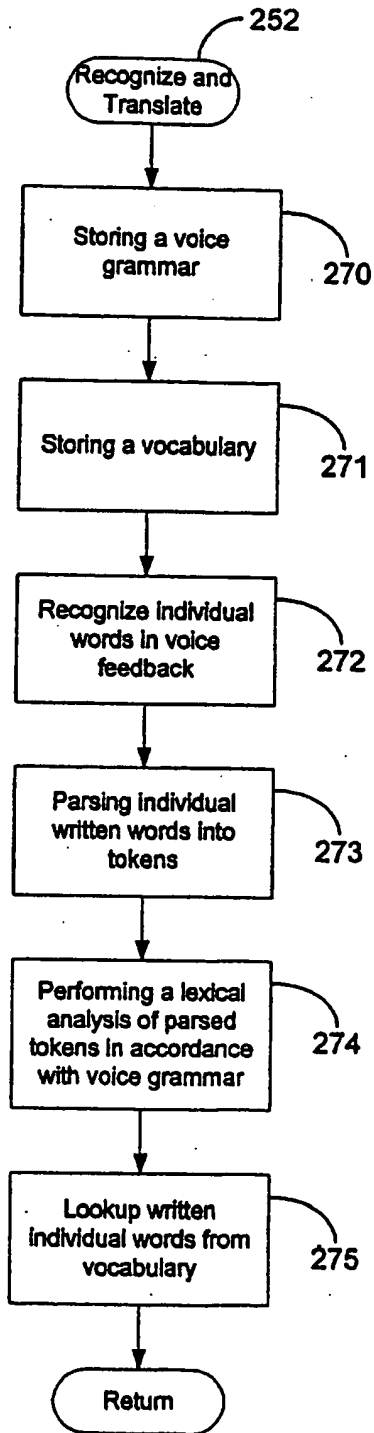 252
Recognize and
Translate
Storing a voice
grammar
270
Storing a vocabulary
271
Recognize individual
words in voice
feedback
272
Parsing individual
written words into
tokens
273
Performing a lexical
analysis of parsed
tokens in accordance
with voice grammar
274
Lookup written
individual words from
vocabulary
275
Return